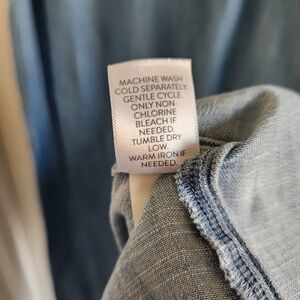 MACHINE WASH
COLD SEPARATELY.
GENTLE CYCLE.
ONLY NON-
CHLORINE
BLEACH IF
NEEDED.
TUMBLE DRY
LOW.
WARM IRON IF
NEEDED.